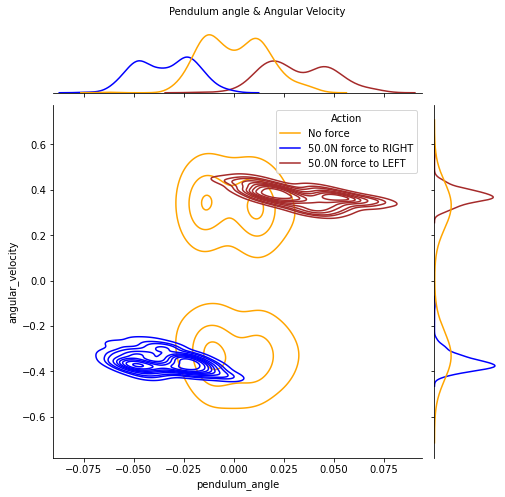 Pendulum angle & Angular Velocity
Action
No force
50.0N force to RIGHT
50.0N force to LEFT
0.6
0.4
0.2
0.0
−0.2
−0.4
−0.6
angular_velocity
−0.075
−0.050
−0.025
0.000
0.025
0.050
0.075
pendulum_angle